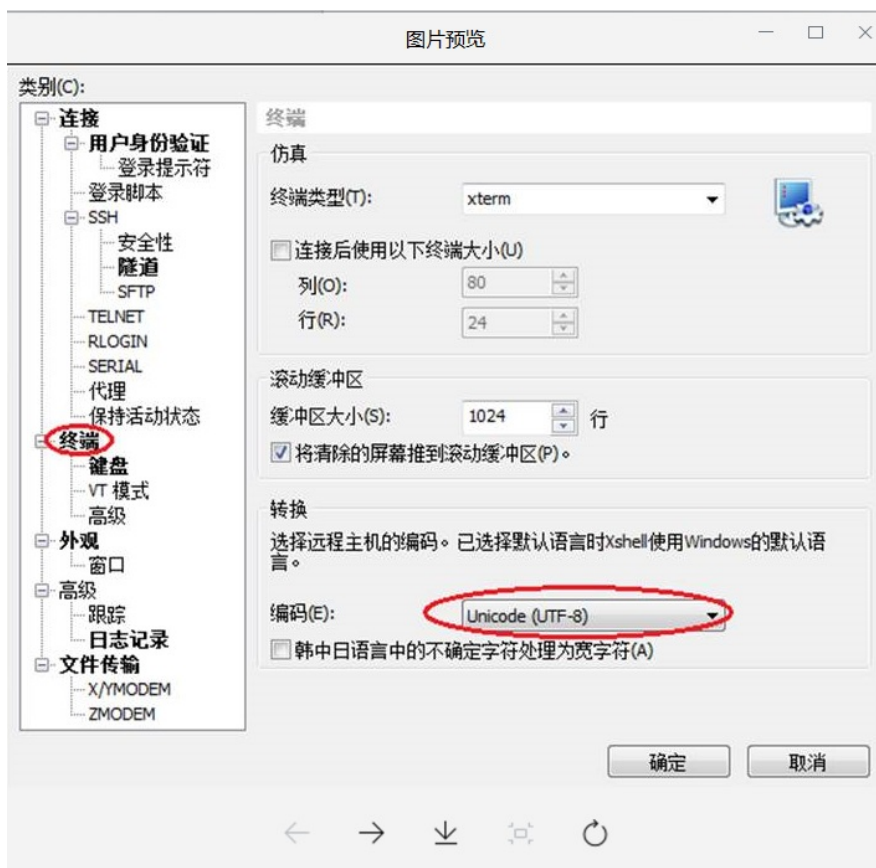 图片预览
类别(C):
连接
用户身份验证
登录提示符
登录脚本
SSH
安全性
隧道
SFTP
TELNET
RLOGIN
SERIAL
代理
保持活动状态
终端
键盘
VT 模式
高级
外观
窗口
高级
跟踪
日志记录
文件传输
X/YMODEM
ZMODEM
终端
仿真
终端类型(T): xterm
连接后使用以下终端大小(U)
列(O): 80
行(R): 24
滚动缓冲区
缓冲区大小(S): 1024 行
将清除的屏幕推到滚动缓冲区(P)。
转换
选择远程主机的编码。已选择默认语言时Xshell使用Windows的默认语
言。
编码(E): Unicode (UTF-8)
韩中日语言中的不确定字符处理为宽字符(A)
确定 取消